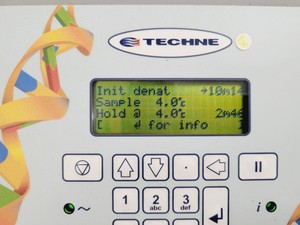 TECHNE
Init denat →10m14
Sample 4.0℃
Hold @ 4.0℃ 2m46
[ ↲ for info ]
1
2 abc
3 def
i